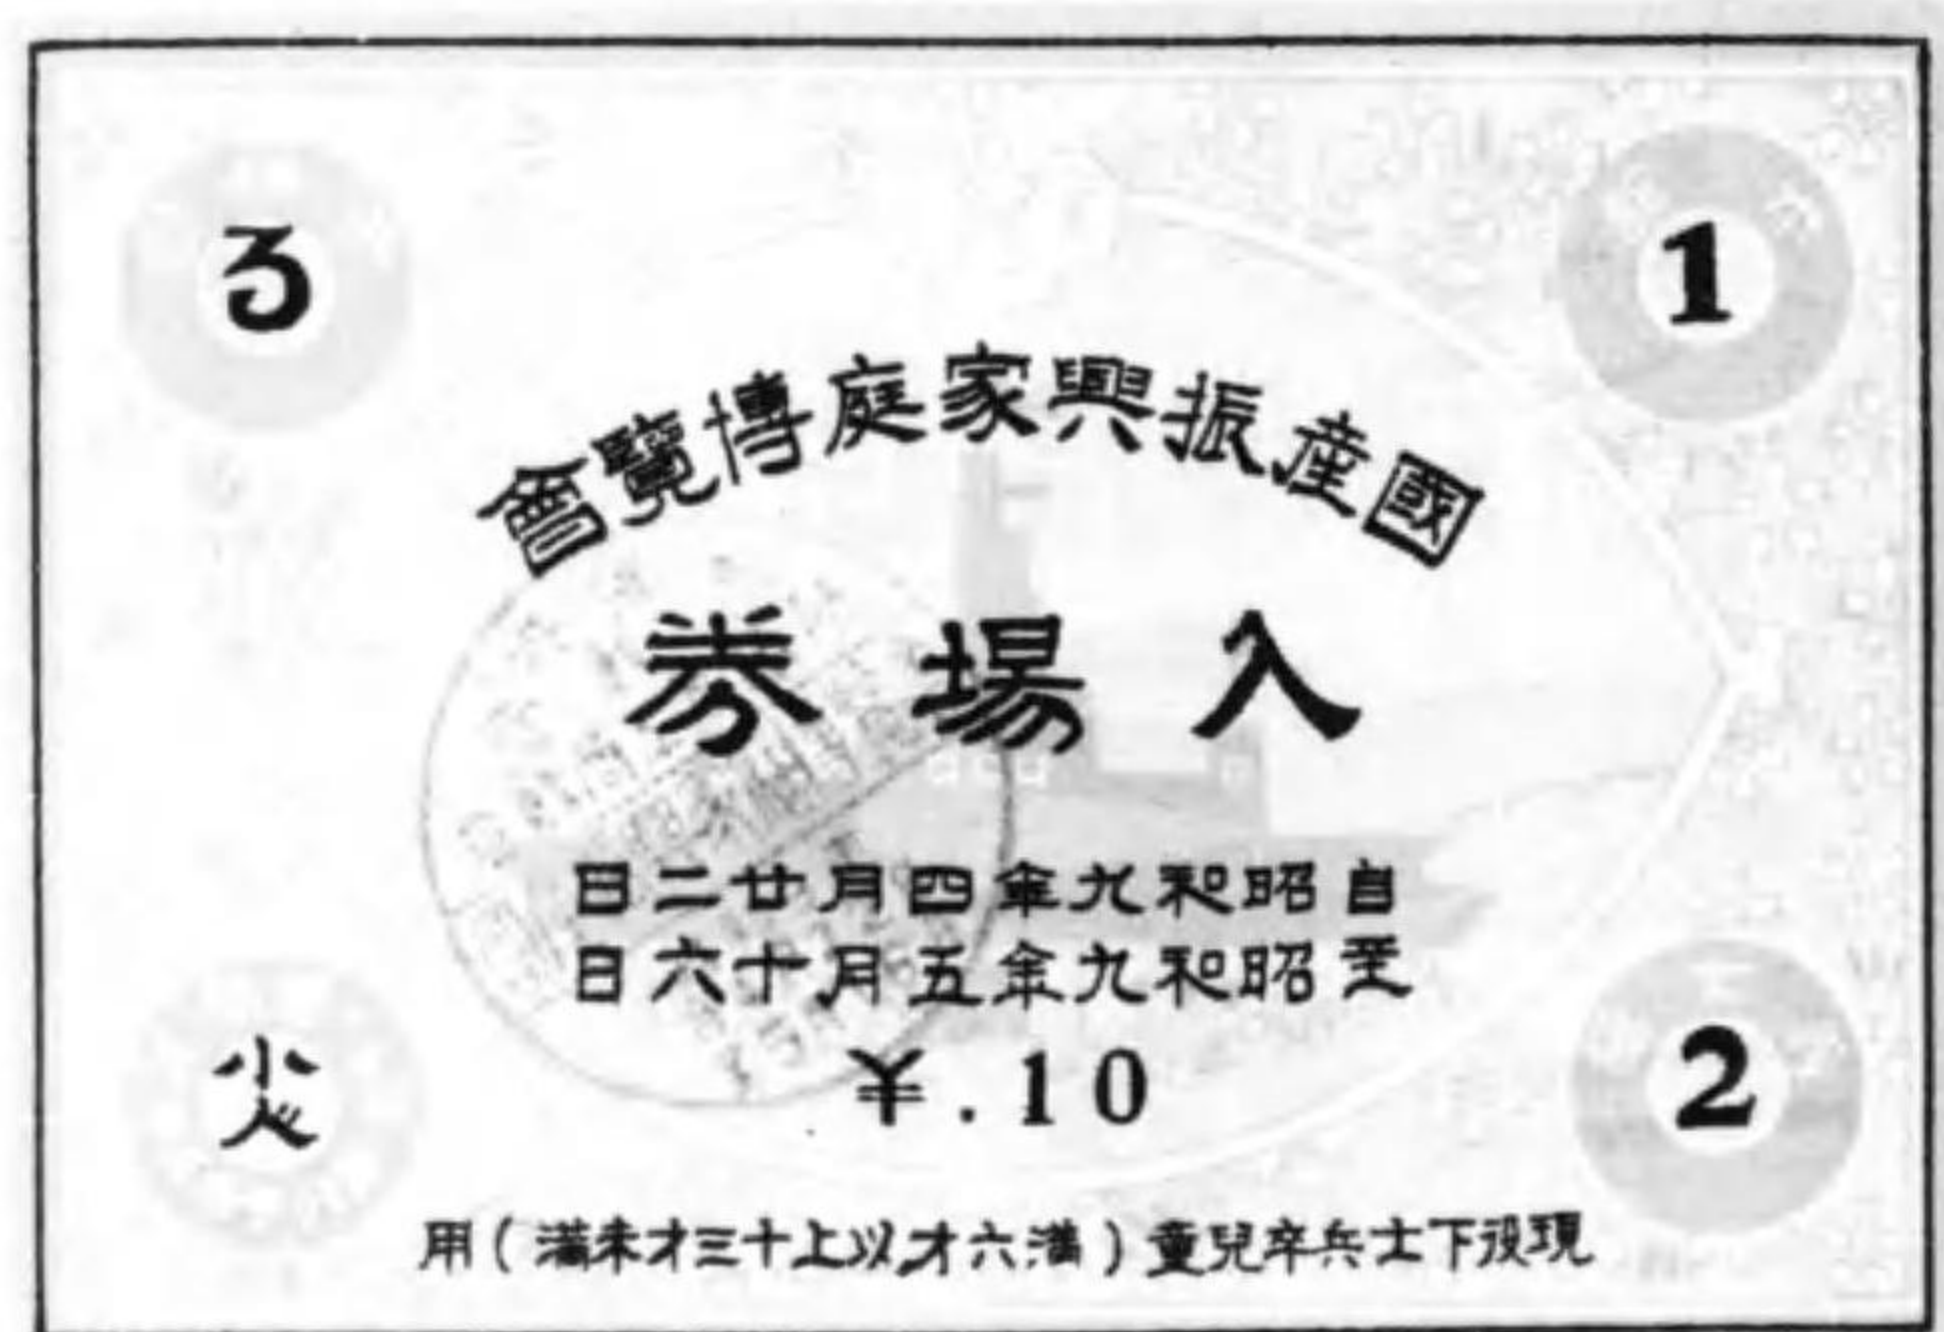 1
3
國產振興家庭博覽會
入場券
自昭和九年四月廿二日
至昭和九年五月十六日
¥.10
2
現役下士兵卒兒童(滿六才以上十三才未滿)用